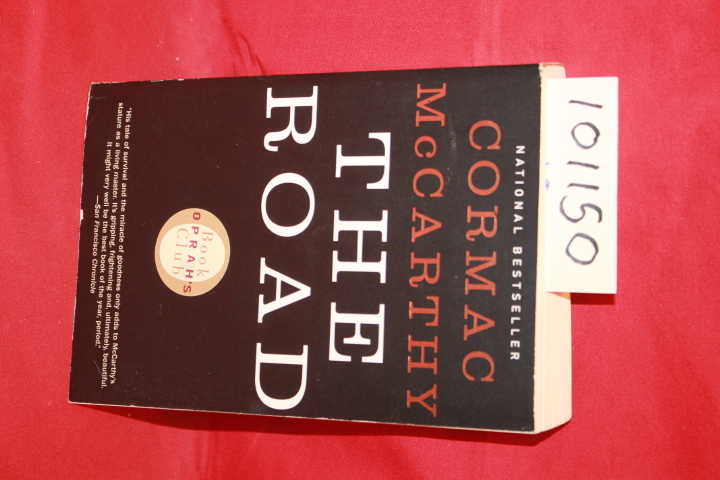 101150
NATIONAL BESTSELLER
CORMAC
McCARTHY
THE
ROAD
OPRAH'S
Book
Club
"His tale of survival and the miracle of goodness only adds to McCarthy's
stature as a living master. It's gripping, frightening and, ultimately, beautiful.
It might very well be the best book of the year, period."
—San Francisco Chronicle